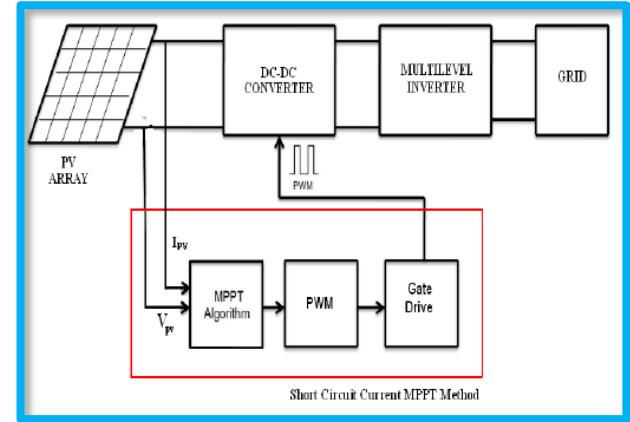 DC-DC
CONVERTER
MULTILEVEL
INVERTER
GRID
PV
ARRAY
PWM
IPV
Vpv
MPPT
Algorithm
PWM
Gate
Drive
Short Circuit Current MPPT Method